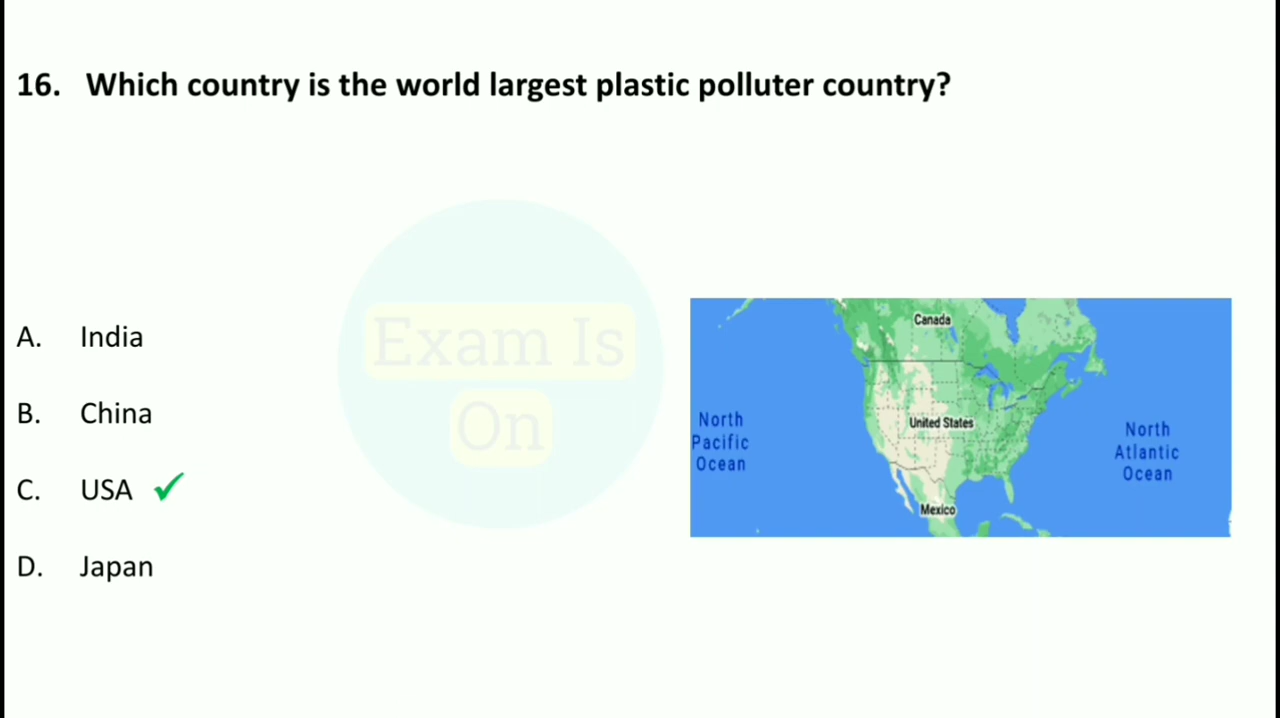 16. Which country is the world largest plastic polluter country?
Exam Is
On
A. India
B. China
C. USA
D. Japan
Canada
United States
Mexico
North
Pacific
Ocean
North
Atlantic
Ocean